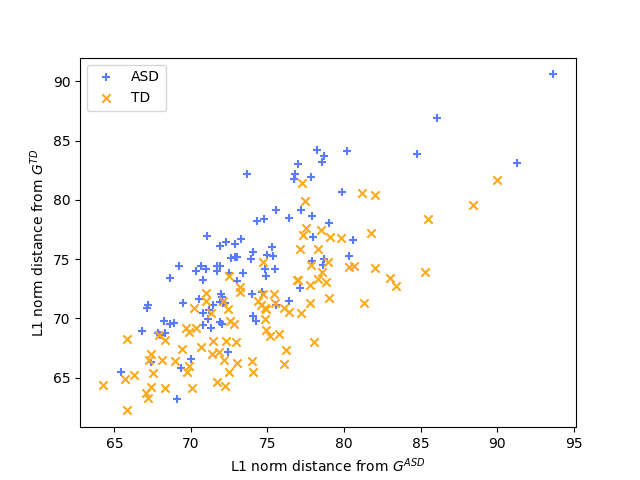 ASD
TD
90
85
80
75
70
65
L1 norm distance from G^{TD}
65 70 75 80 85 90 95
L1 norm distance from G^{ASD}